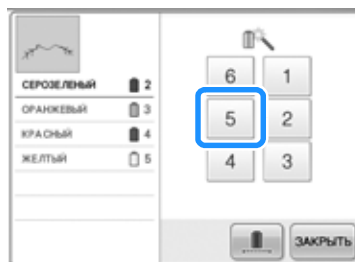 СЕРОЗЕЛЕНЫЙ 2
ОРАНЖЕВЫЙ 3
КРАСНЫЙ 4
ЖЕЛТЫЙ 5
6 1
5 2
4 3
ЗАКРЫТЬ